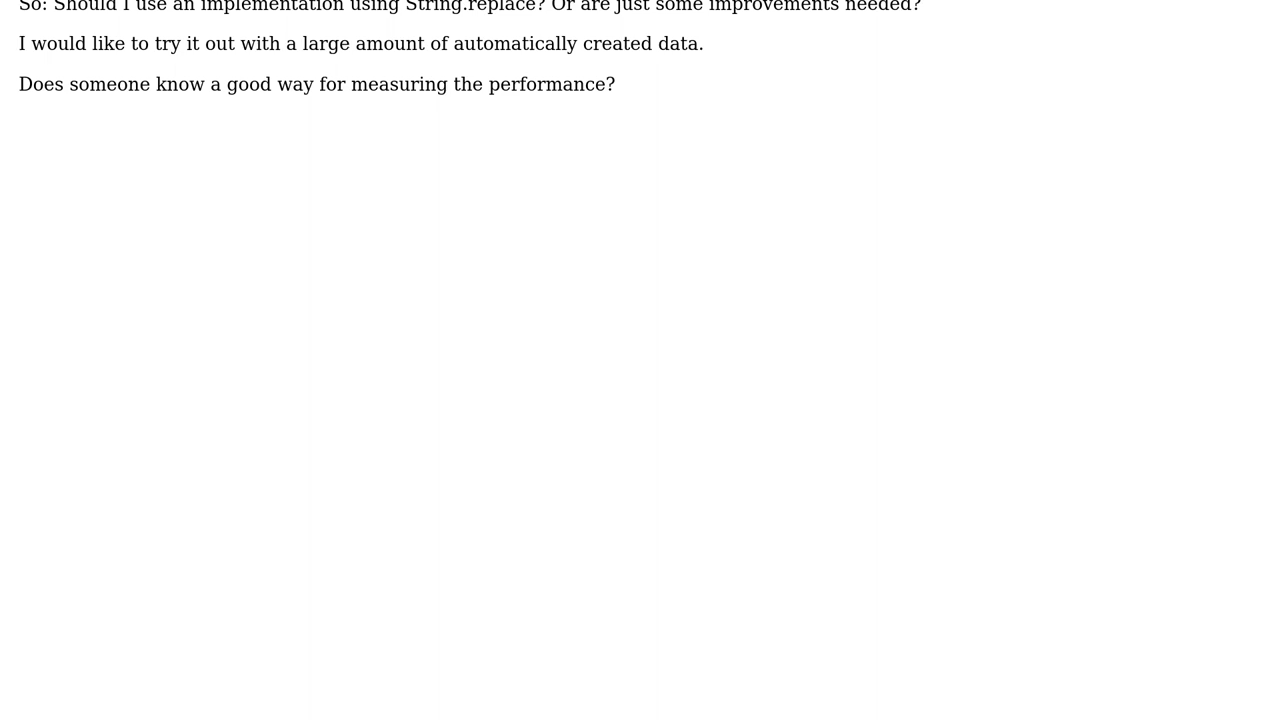 So: Should I use an implementation using String.replace? Or are just some improvements needed?
I would like to try it out with a large amount of automatically created data.
Does someone know a good way for measuring the performance?